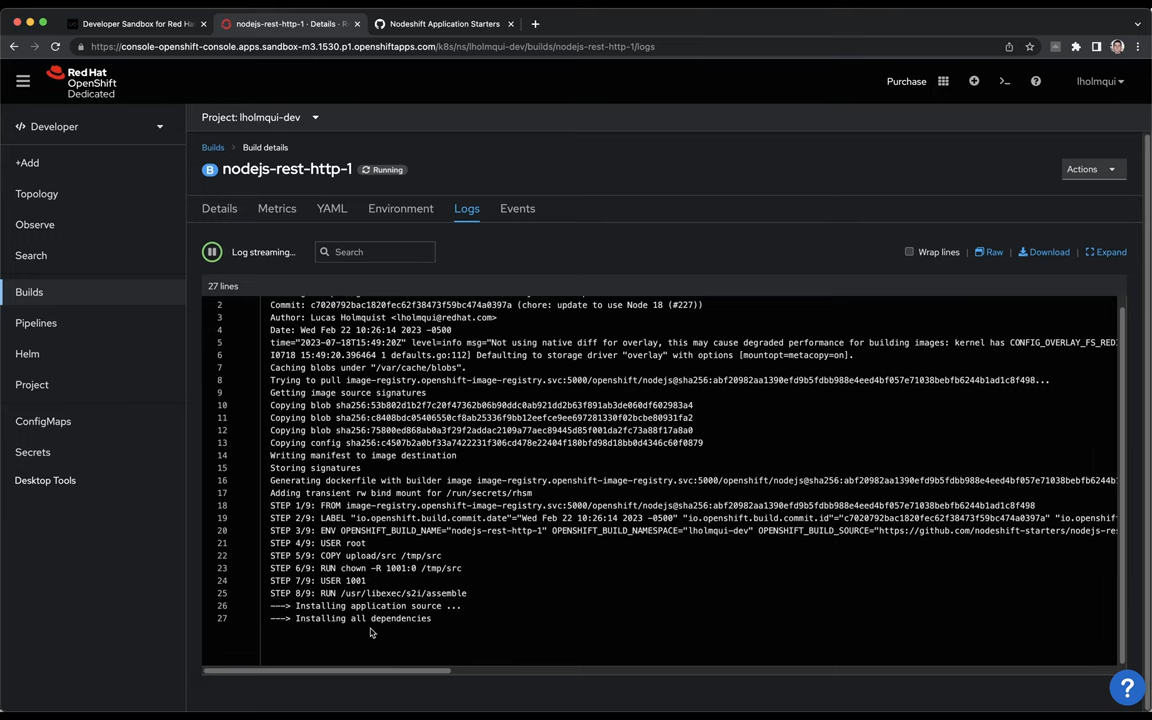 Developer Sandbox for Red Ha
nodejs-rest-http-1 · Details · R
Nodeshift Application Starters
https://console-openshift-console.apps.sandbox-m3.1530.p1.openshiftapps.com/k8s/ns/lholmqui-dev/builds/nodejs-rest-http-1/logs
Red Hat
OpenShift
Dedicated
Purchase
lholmqui
Developer
+Add
Topology
Observe
Search
Builds
Pipelines
Helm
Project
ConfigMaps
Secrets
Desktop Tools
Project: lholmqui-dev
Builds > Build details
B nodejs-rest-http-1 Running
Actions
Details Metrics YAML Environment Logs Events
Log streaming... Search Wrap lines | Raw | Download | Expand
27 lines
2 Commit: c7020792bac1820fec62f38473f59bc474a0397a (chore: update to use Node 18 (#227))
3 Author: Lucas Holmquist <lholmqui@redhat.com>
4 Date: Wed Feb 22 10:26:14 2023 -0500
5 time="2023-07-18T15:49:20Z" level=info msg="Not using native diff for overlay, this may cause degraded performance for building images: kernel has CONFIG_OVERLAY_FS_REDI
6 I0718 15:49:20.396464 1 defaults.go:112] Defaulting to storage driver "overlay" with options [mountopt=metacopy=on].
7 Caching blobs under "/var/cache/blobs".
8 Trying to pull image-registry.openshift-image-registry.svc:5000/openshift/nodejs@sha256:abf20982aa1390efd9b5fdbb988e4eed4bf057e71038bebfb6244b1ad1c8f498...
9 Getting image source signatures
10 Copying blob sha256:53b802d1b2f7c20f47362b06b90ddc0ab921dd2b63f891ab3de060df602983a4
11 Copying blob sha256:c8408bdc05406550cf8ab25336f9bb12eefce9ee697281330f02bcbe80931fa2
12 Copying blob sha256:75800ed868ab0a3f29f2addac2109a77aec89445d85f001da2fc73a88f17a8a0
13 Copying config sha256:c4507b2a0bf33a7422231f306cd478e22404f180bfd98d18bb0d4346c60f0879
14 Writing manifest to image destination
15 Storing signatures
16 Generating dockerfile with builder image image-registry.openshift-image-registry.svc:5000/openshift/nodejs@sha256:abf20982aa1390efd9b5fdbb988e4eed4bf057e71038bebfb6244b1
17 Adding transient rw bind mount for /run/secrets/rhsm
18 STEP 1/9: FROM image-registry.openshift-image-registry.svc:5000/openshift/nodejs@sha256:abf20982aa1390efd9b5fdbb988e4eed4bf057e71038bebfb6244b1ad1c8f498
19 STEP 2/9: LABEL "io.openshift.build.commit.date"="Wed Feb 22 10:26:14 2023 -0500" "io.openshift.build.commit.id"="c7020792bac1820fec62f38473f59bc474a0397a" "io.openshift
20 STEP 3/9: ENV OPENSHIFT_BUILD_NAME="nodejs-rest-http-1" OPENSHIFT_BUILD_NAMESPACE="lholmqui-dev" OPENSHIFT_BUILD_SOURCE="https://github.com/nodeshift-starters/nodejs-res
21 STEP 4/9: USER root
22 STEP 5/9: COPY upload/src /tmp/src
23 STEP 6/9: RUN chown -R 1001:0 /tmp/src
24 STEP 7/9: USER 1001
25 STEP 8/9: RUN /usr/libexec/s2i/assemble
26 ---> Installing application source ...
27 ---> Installing all dependencies